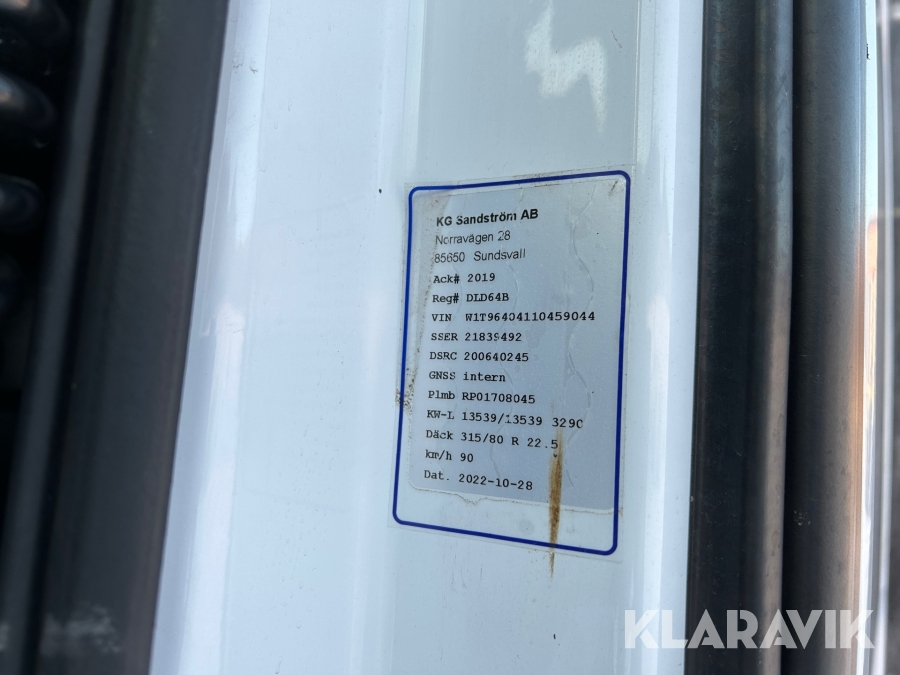 KG Sandström AB
Norravägen 28
85650 Sundsvall
Ack# 2019
Reg# DLD64B
VIN W1T96404110459044
SSER 21839492
DSRC 200640245
GNSS intern
Plmb RP01708045
KW-L 13539/13539 3290
Däck 315/80 R 22.5
km/h 90
Dat. 2022-10-28
KLARAVIK